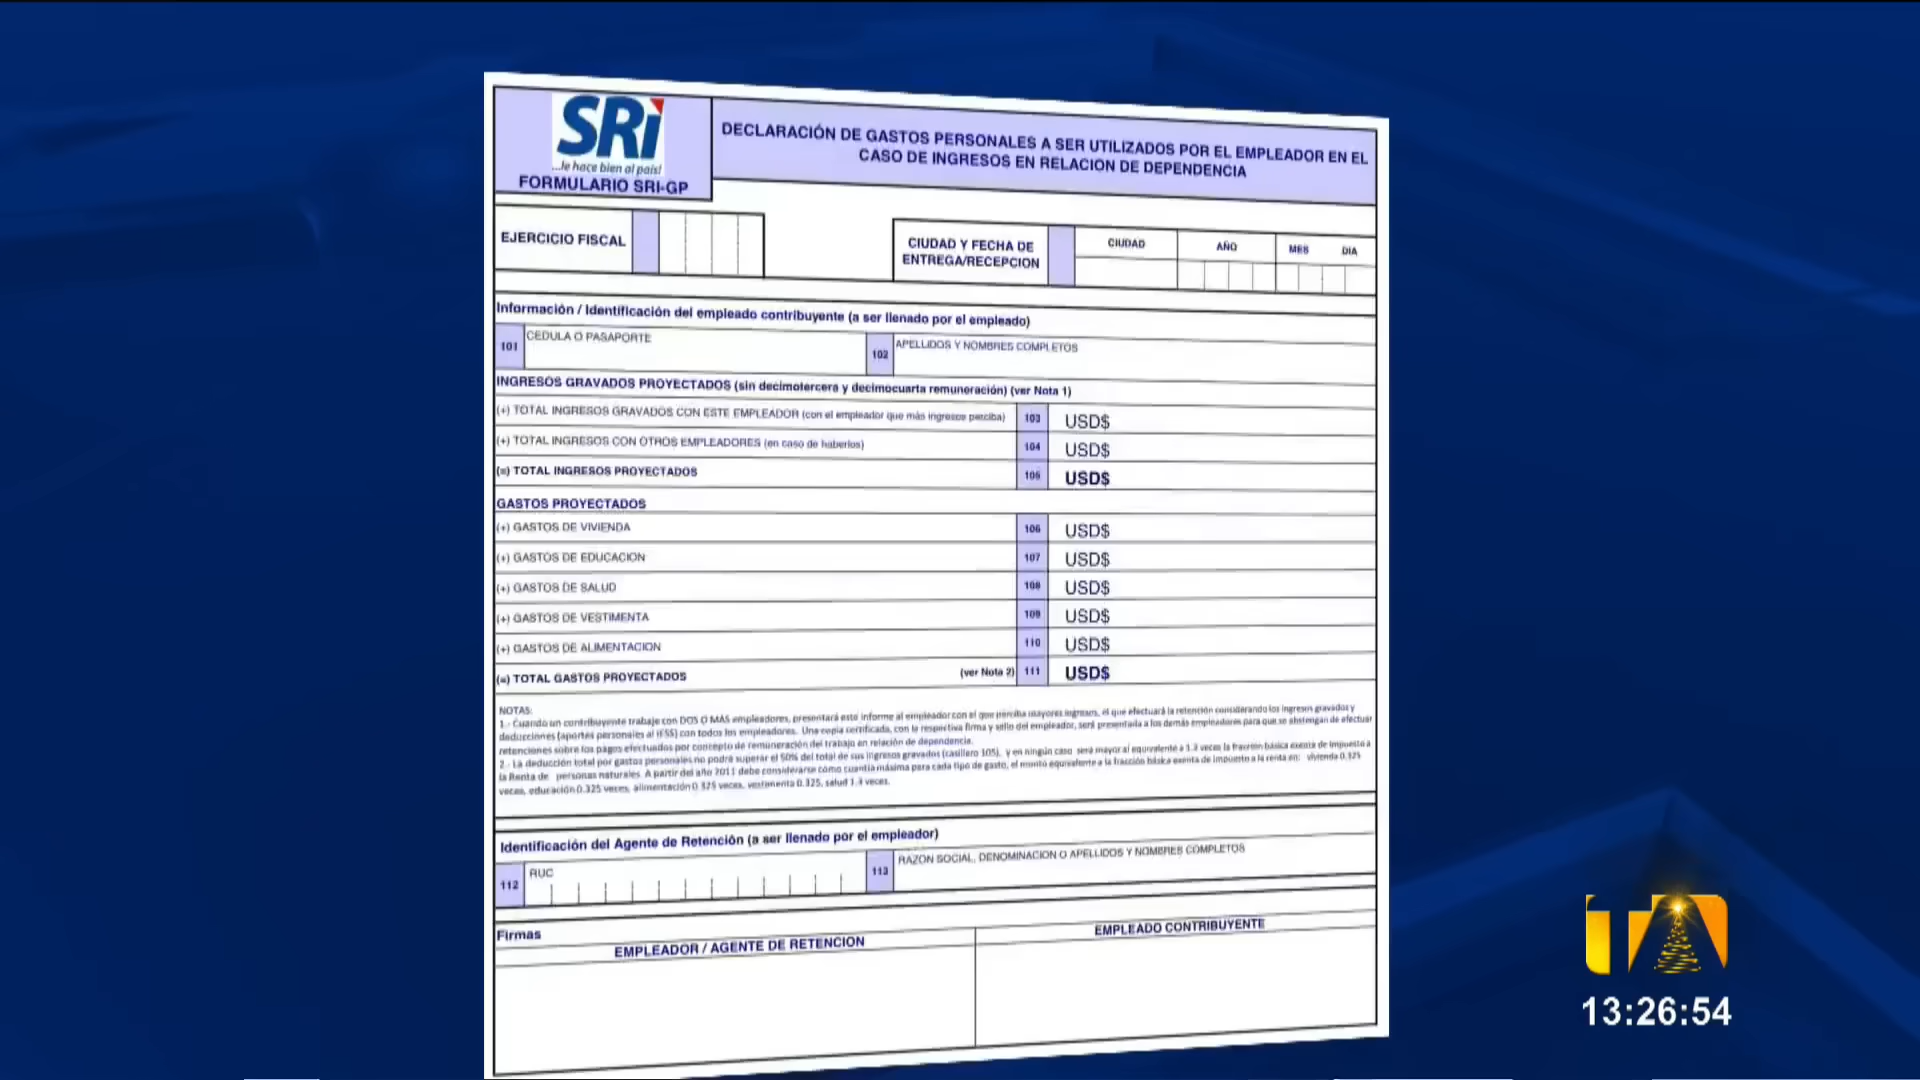 SRi
...le hace bien al país!
FORMULARIO SRI-GP
DECLARACIÓN DE GASTOS PERSONALES A SER UTILIZADOS POR EL EMPLEADOR EN EL
CASO DE INGRESOS EN RELACION DE DEPENDENCIA
EJERCICIO FISCAL
CIUDAD Y FECHA DE
ENTREGA/RECEPCION
CIUDAD AÑO MES DIA
Información / Identificación del empleado contribuyente (a ser llenado por el empleado)
101 CEDULA O PASAPORTE
102 APELLIDOS Y NOMBRES COMPLETOS
INGRESOS GRAVADOS PROYECTADOS (sin decimotercera y decimocuarta remuneración) (ver Nota 1)
(+) TOTAL INGRESOS GRAVADOS CON ESTE EMPLEADOR (con el empleador que más ingresos perciba) 103 USD$
(+) TOTAL INGRESOS CON OTROS EMPLEADORES (en caso de haberlos) 104 USD$
(=) TOTAL INGRESOS PROYECTADOS 105 USD$
GASTOS PROYECTADOS
(+) GASTOS DE VIVIENDA 106 USD$
(+) GASTOS DE EDUCACION 107 USD$
(+) GASTOS DE SALUD 108 USD$
(+) GASTOS DE VESTIMENTA 109 USD$
(+) GASTOS DE ALIMENTACION 110 USD$
(=) TOTAL GASTOS PROYECTADOS (ver Nota 2) 111 USD$
NOTAS:
1.- Cuando un contribuyente trabaje con DOS O MÁS empleadores, presentará este informe al empleador con el que perciba mayores ingresos, el que efectuará la retención considerando los ingresos gravados y
deducciones (aportes personales al IESS) con todos los empleadores. Una copia certificada, con la respectiva firma y sello del empleador, será presentada a los demás empleadores para que se abstengan de efectuar
retenciones sobre los pagos efectuados por concepto de remuneración del trabajo en relación de dependencia.
2.- La deducción total por gastos personales no podrá superar el 50% del total de sus ingresos gravados (casillero 105), y en ningún caso será mayor al equivalente a 1.3 veces la fracción básica exenta de Impuesto a
la Renta de personas naturales. A partir del año 2011 debe considerarse como cuantía máxima para cada tipo de gasto, el monto equivalente a la fracción básica exenta de Impuesto a la renta en: vivienda 0.325
veces, educación 0.325 veces, alimentación 0.325 veces, vestimenta 0.325, salud 1.3 veces.
Identificación del Agente de Retención (a ser llenado por el empleador)
112 RUC
113 RAZON SOCIAL, DENOMINACION O APELLIDOS Y NOMBRES COMPLETOS
Firmas
EMPLEADOR / AGENTE DE RETENCION
EMPLEADO CONTRIBUYENTE
TA
13:26:54